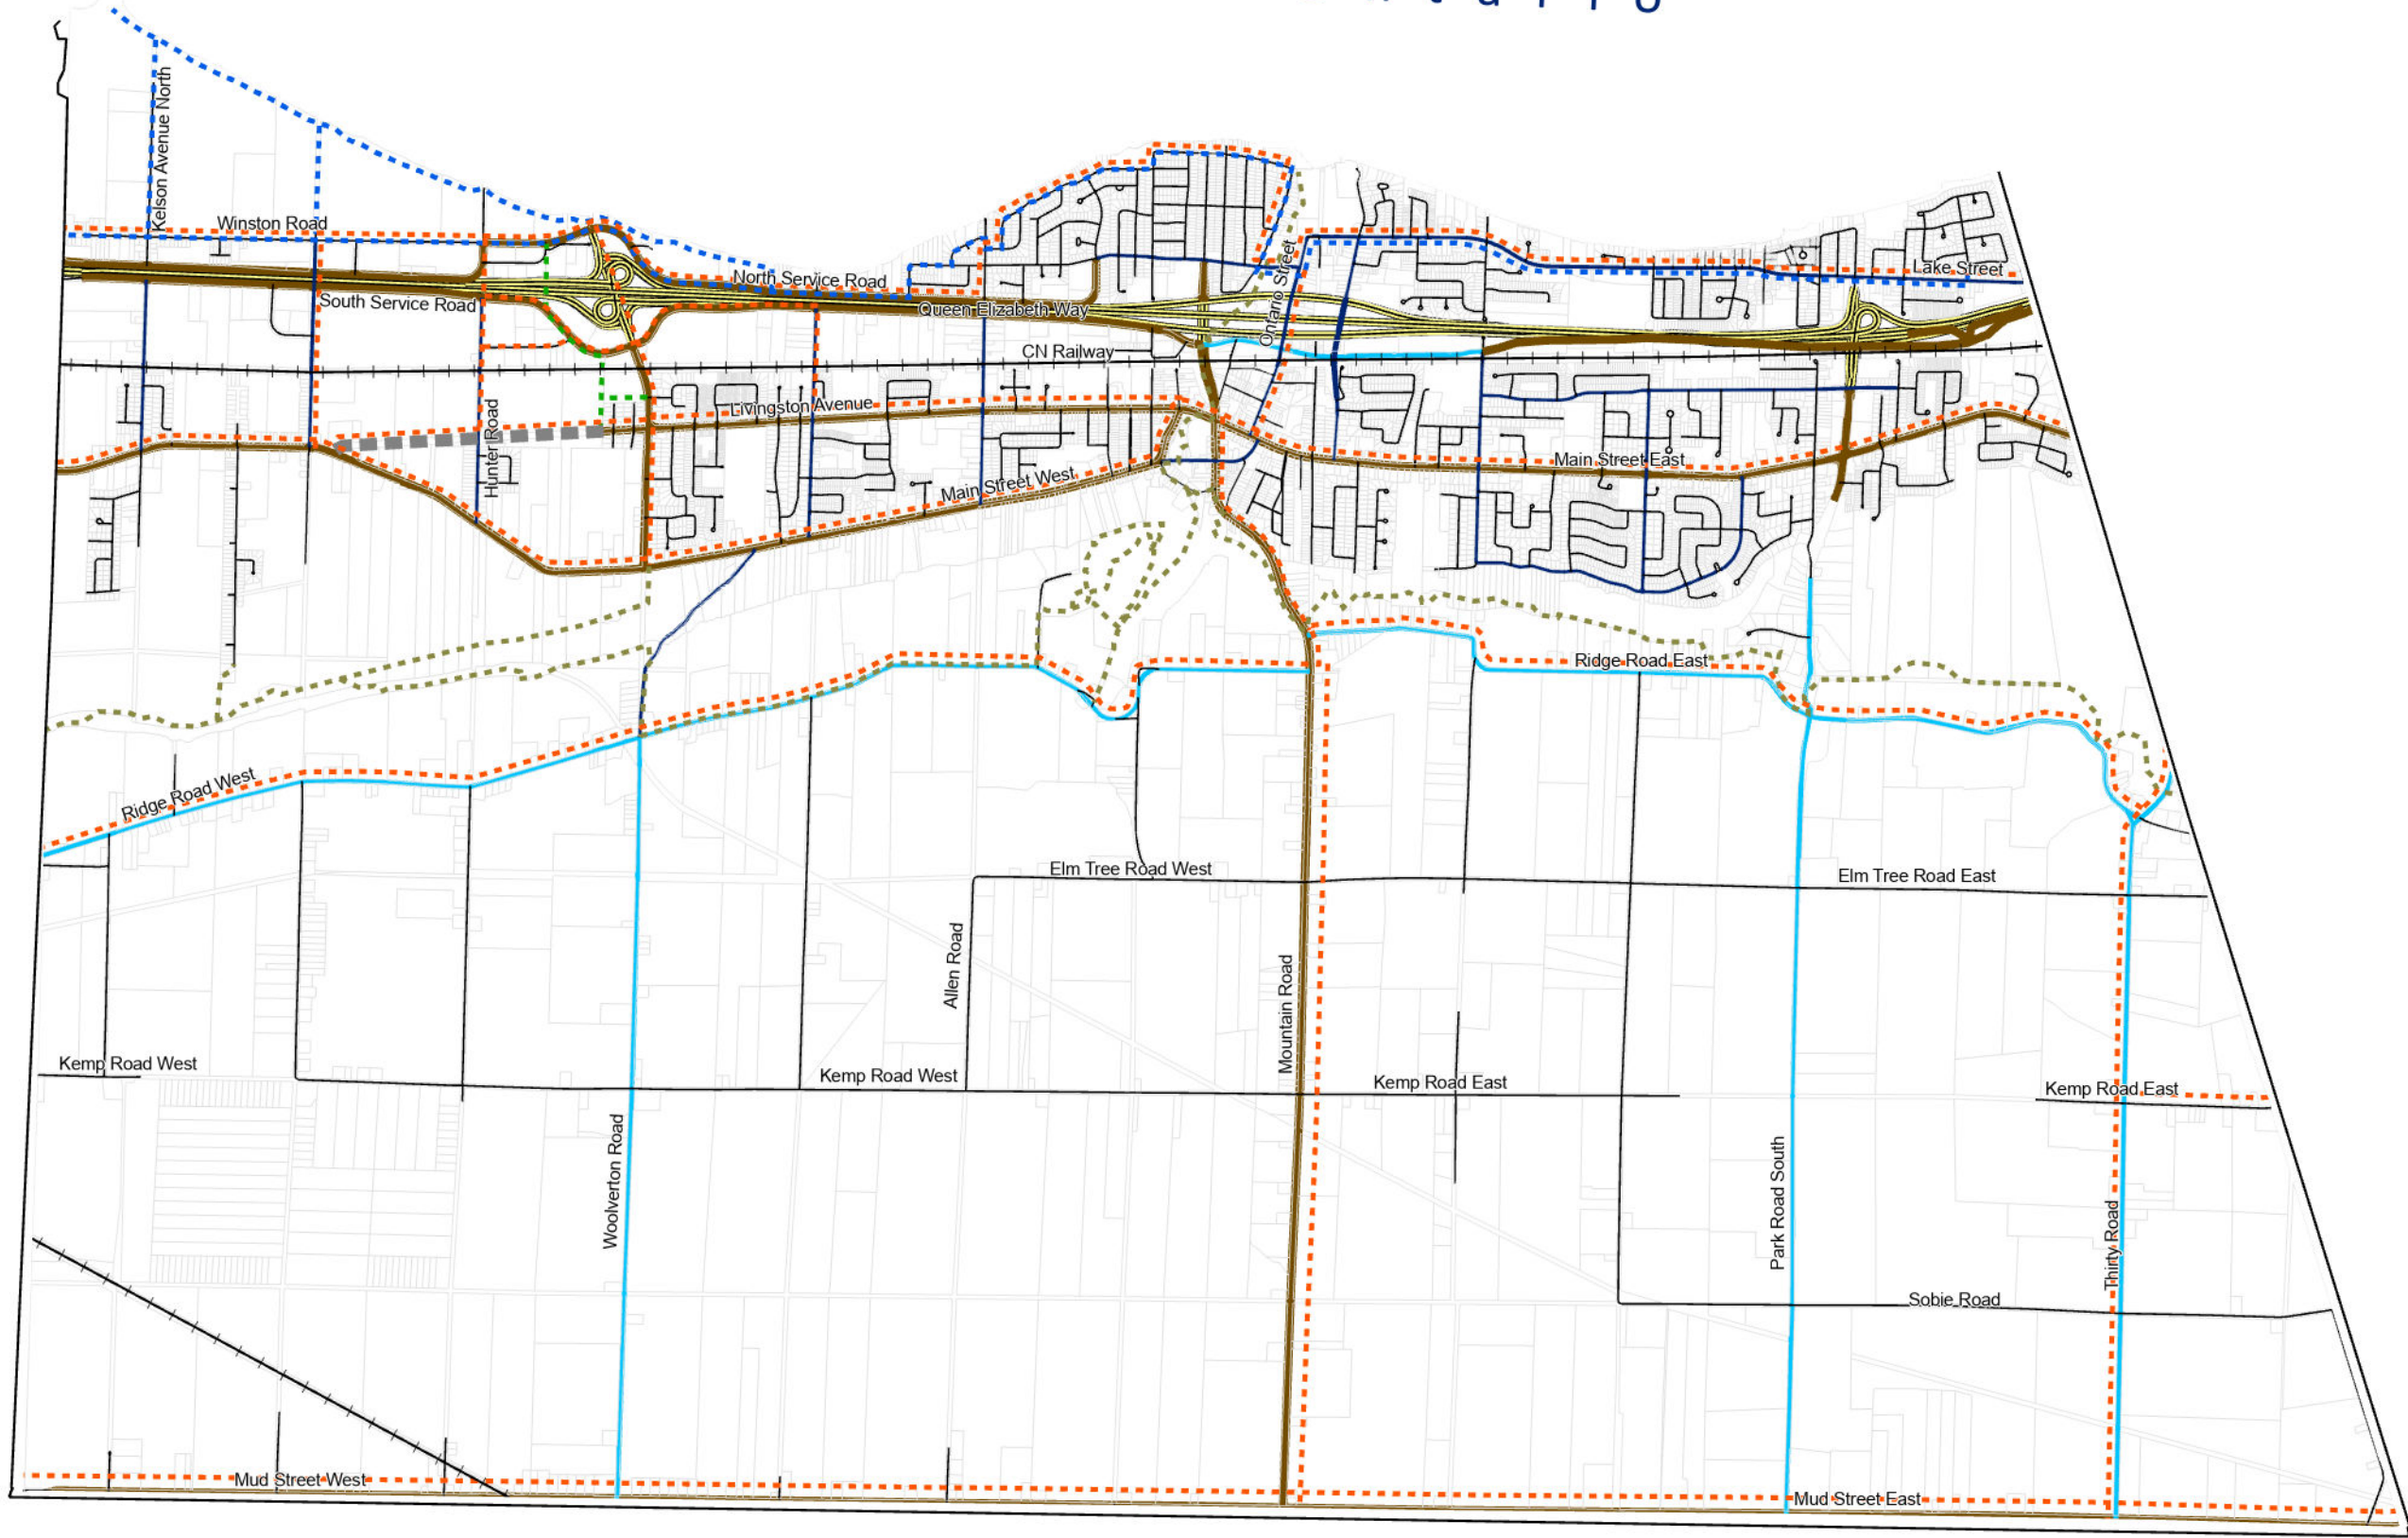 Kelson Avenue North
Winston Road
North Service Road
Lake Street
South Service Road
Queen Elizabeth Way
Ontario Street
CN Railway
Livingston Avenue
Hunter Road
Main Street East
Main Street West
Ridge Road East
Ridge Road West
Elm Tree Road West
Elm Tree Road East
Allen Road
Mountain Road
Kemp Road West
Kemp Road West
Kemp Road East
Kemp Road East
Woolverton Road
Park Road South
Thirty Road
Sobie Road
Mud Street West
Mud Street East